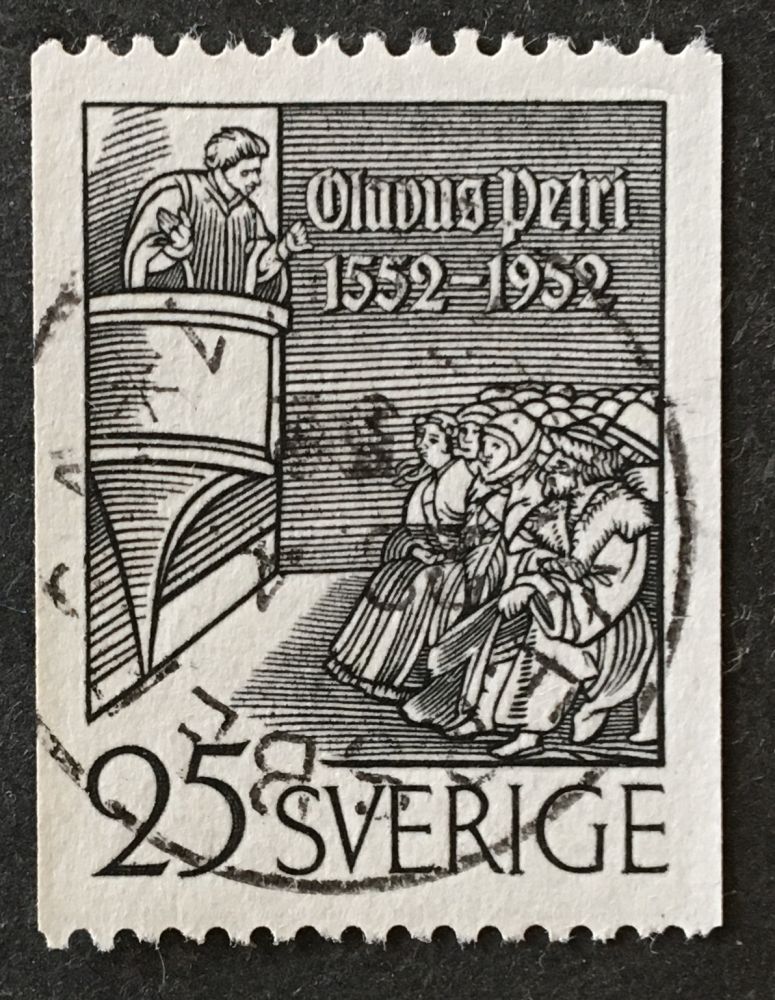 Olavus Petri
1552-1952
25 SVERIGE